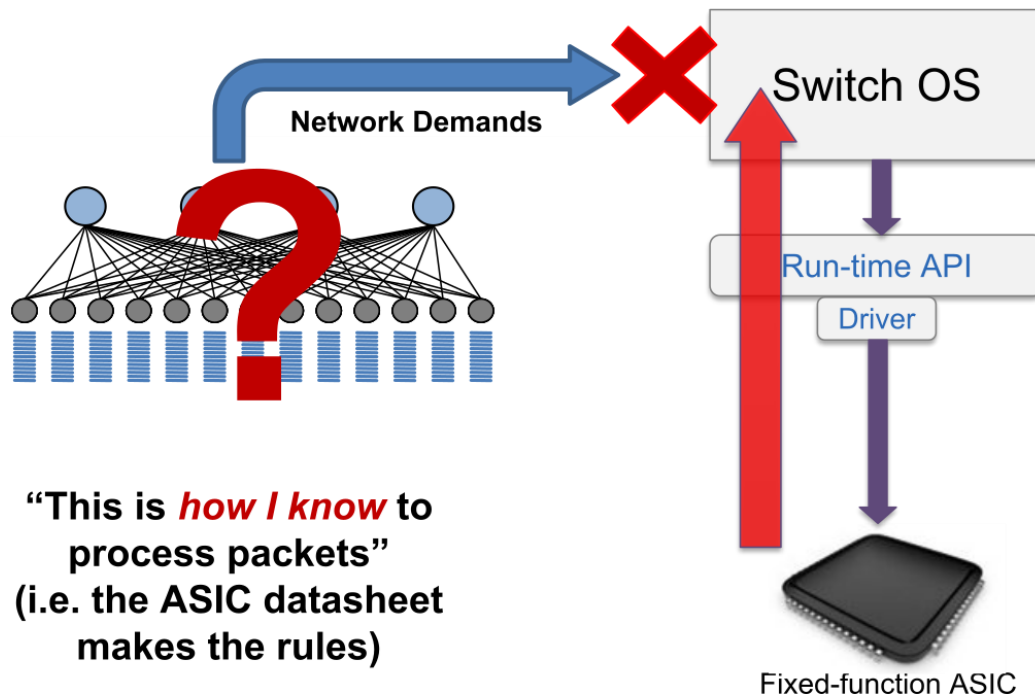 Switch OS
Network Demands
Run-time API
Driver
“This is how I know to
process packets”
(i.e. the ASIC datasheet
makes the rules)
Fixed-function ASIC
?